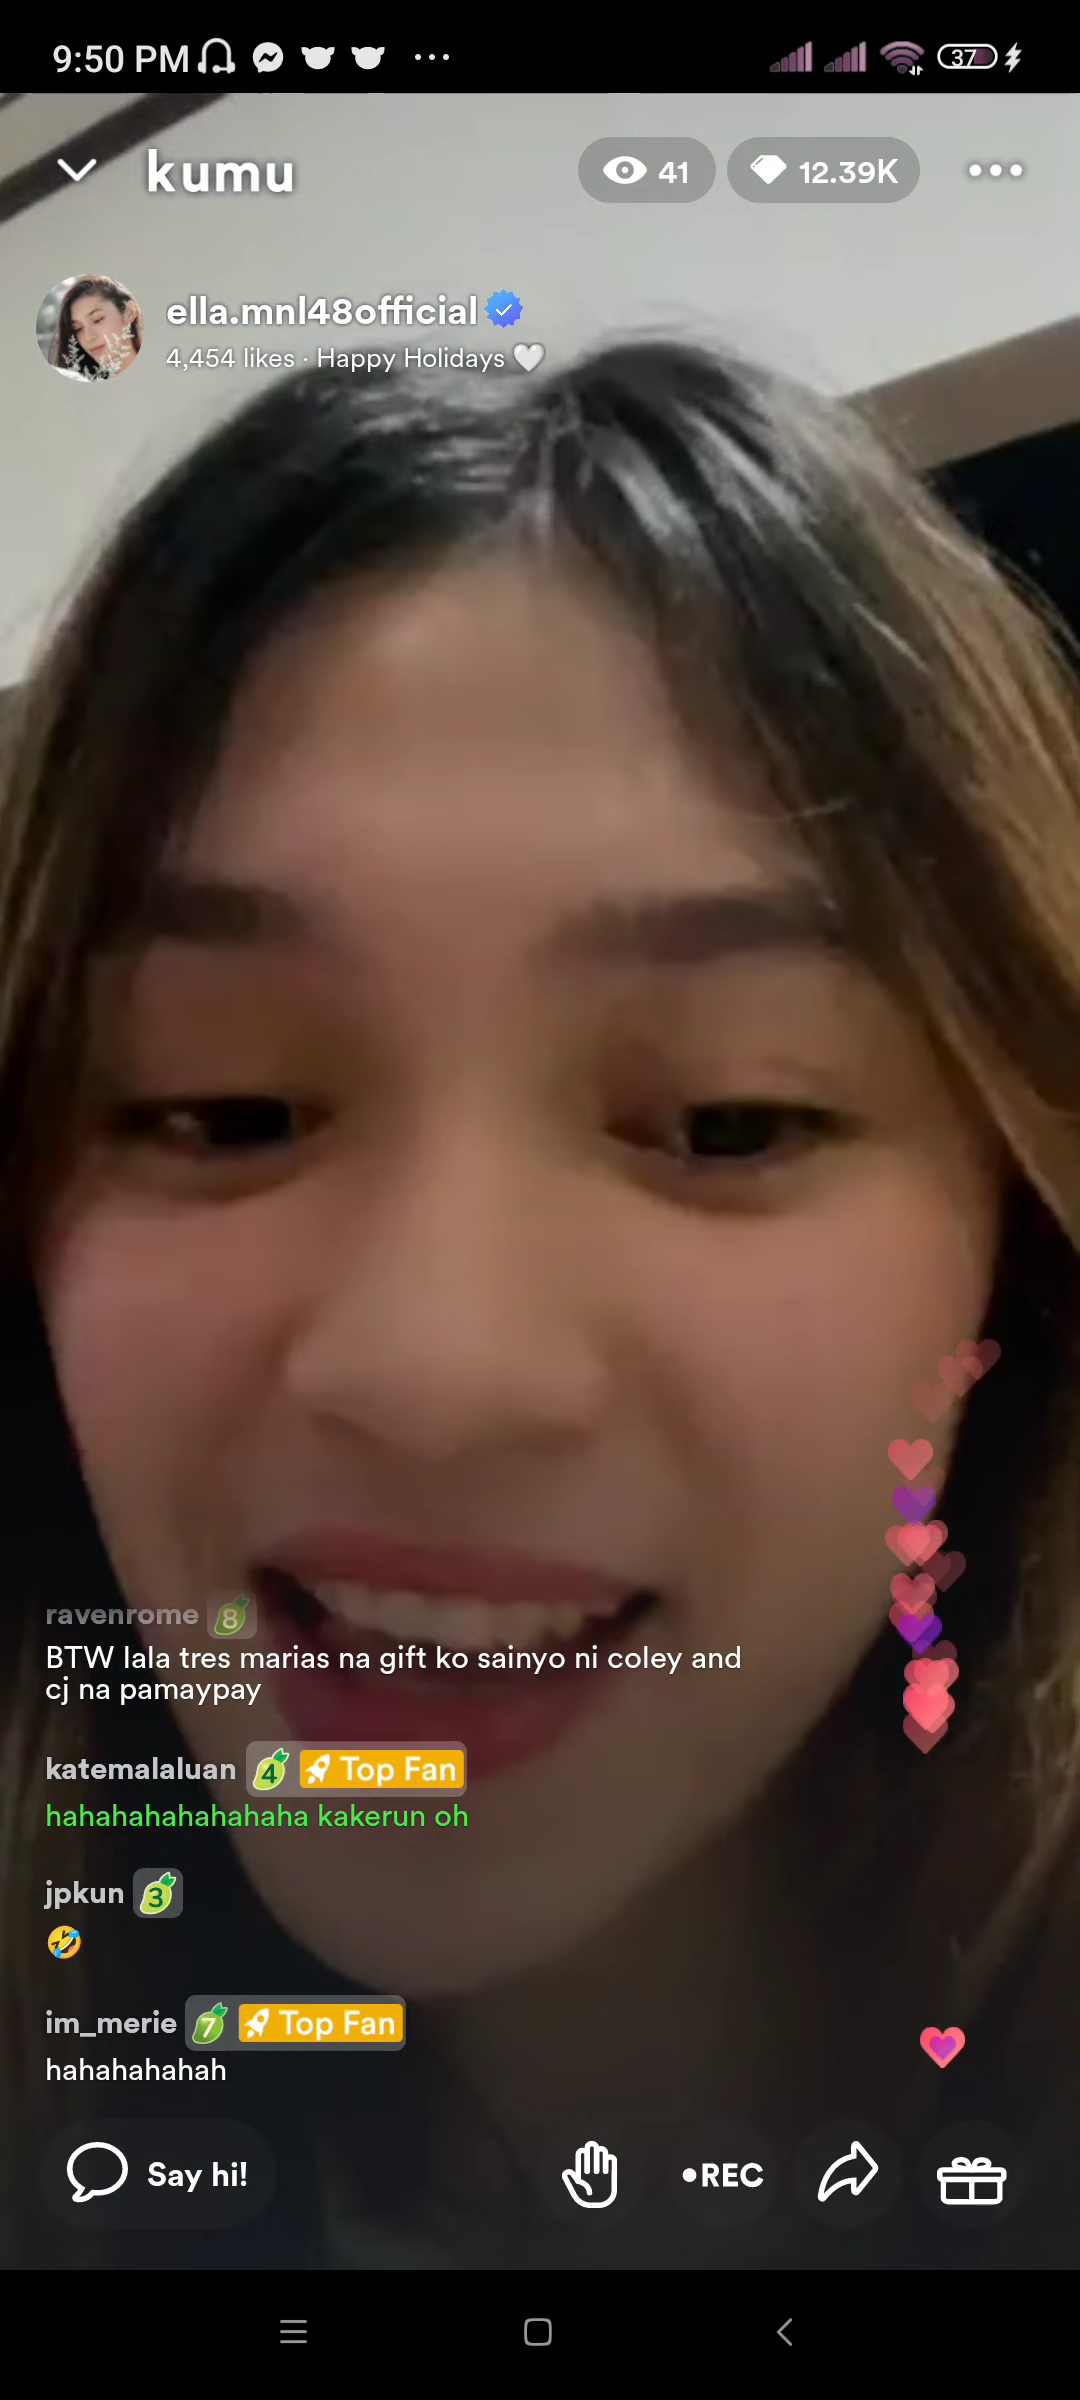 9:50 PM
37
kumu
41
12.39K
ella.mnl48official
4,454 likes · Happy Holidays 🤍
ravenrome 8
BTW lala tres marias na gift ko sainyo ni coley and
cj na pamaypay
katemalaluan 4 Top Fan
hahahahahahahaha kakerun oh
jpkun 3
🤣
im_merie 7 Top Fan
hahahahahah
Say hi!
•REC